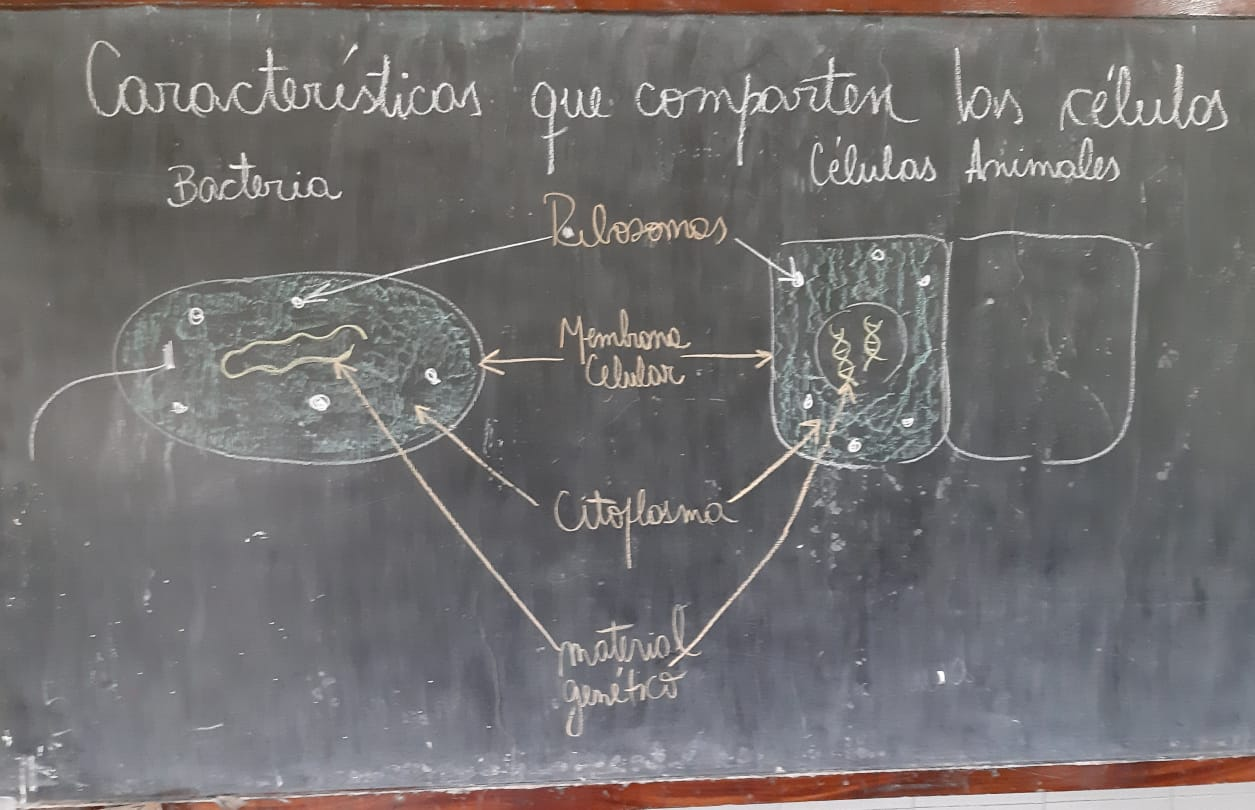 Características que comparten las células
Bacteria
Células Animales
Ribosomas
Membrana
Celular
Citoplasma
material
genético